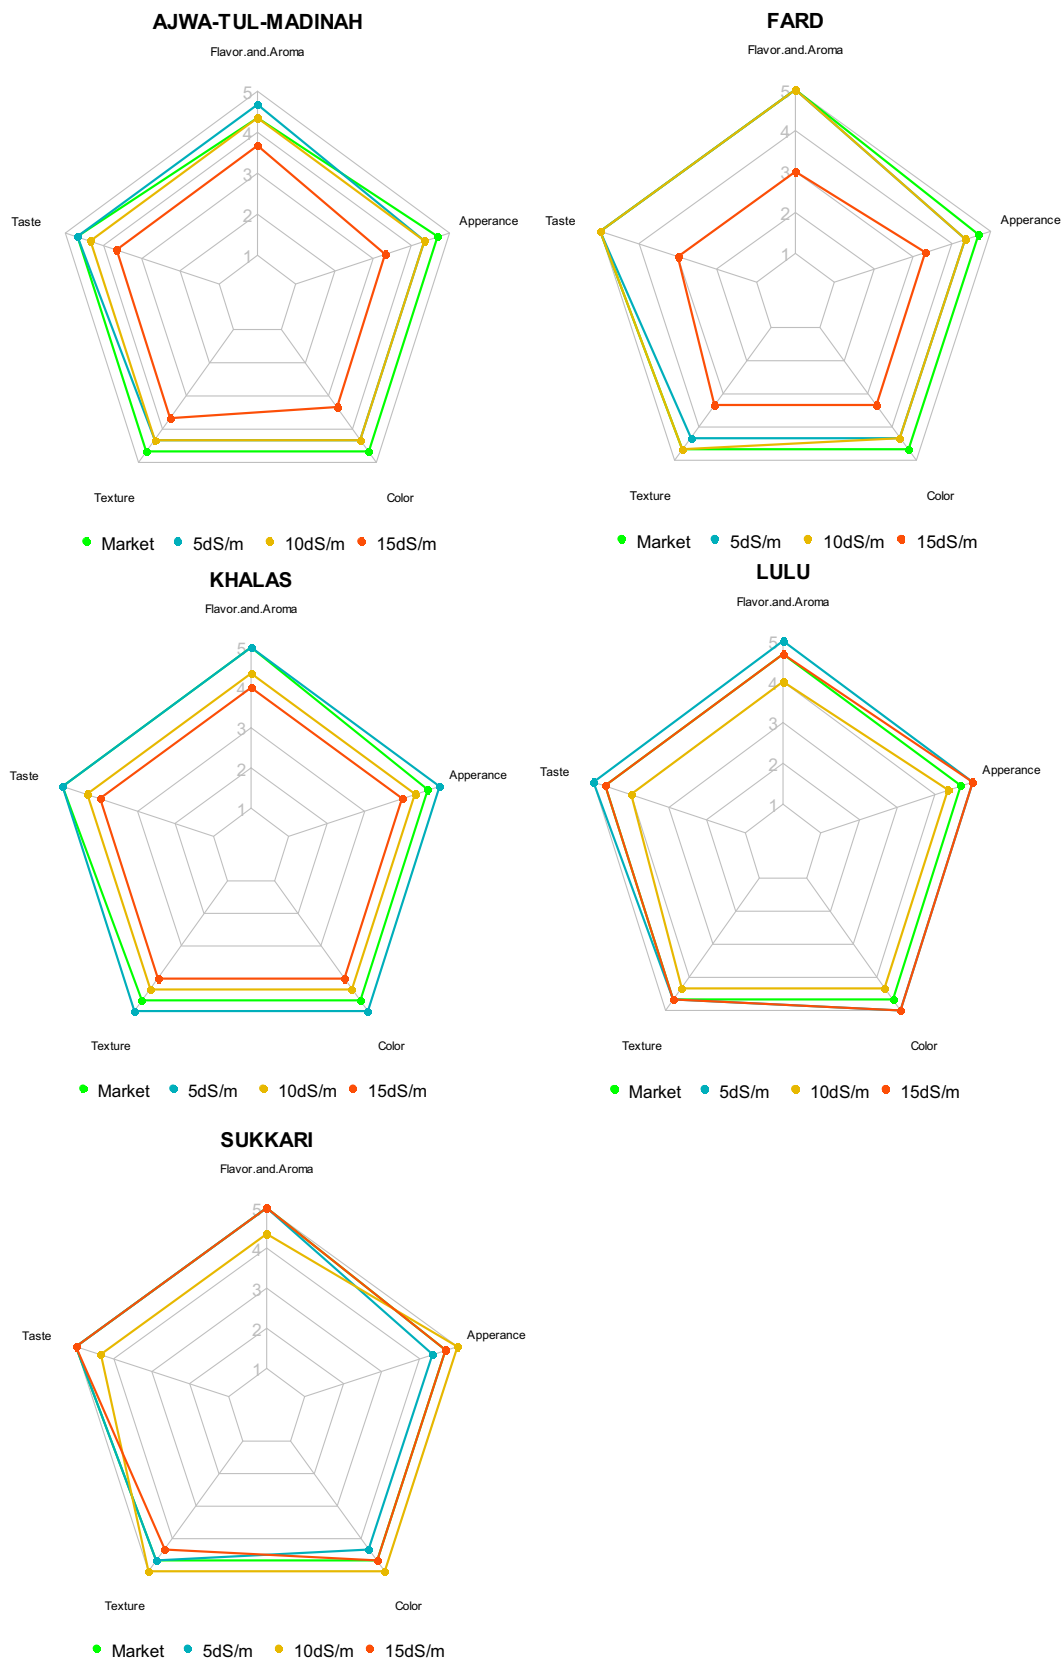 AJWA-TUL-MADINAH
Flavor.and.Aroma
5
4
3
2
1
Taste
Apperance
Texture
Color
Market 5dS/m 10dS/m 15dS/m
FARD
Flavor.and.Aroma
5
4
3
2
1
Taste
Apperance
Texture
Color
Market 5dS/m 10dS/m 15dS/m
KHALAS
Flavor.and.Aroma
5
4
3
2
1
Taste
Apperance
Texture
Color
Market 5dS/m 10dS/m 15dS/m
LULU
Flavor.and.Aroma
5
4
3
2
1
Taste
Apperance
Texture
Color
Market 5dS/m 10dS/m 15dS/m
SUKKARI
Flavor.and.Aroma
5
4
3
2
1
Taste
Apperance
Texture
Color
Market 5dS/m 10dS/m 15dS/m